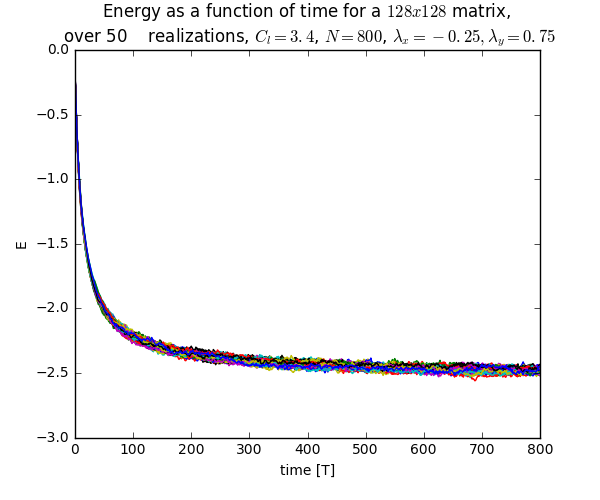 Energy as a function of time for a 128x128 matrix,
over 50 realizations, C_l = 3.4, N = 800, λ_x = −0.25, λ_y = 0.75
0.0
−0.5
−1.0
−1.5
−2.0
−2.5
−3.0
E
0 100 200 300 400 500 600 700 800
time [T]